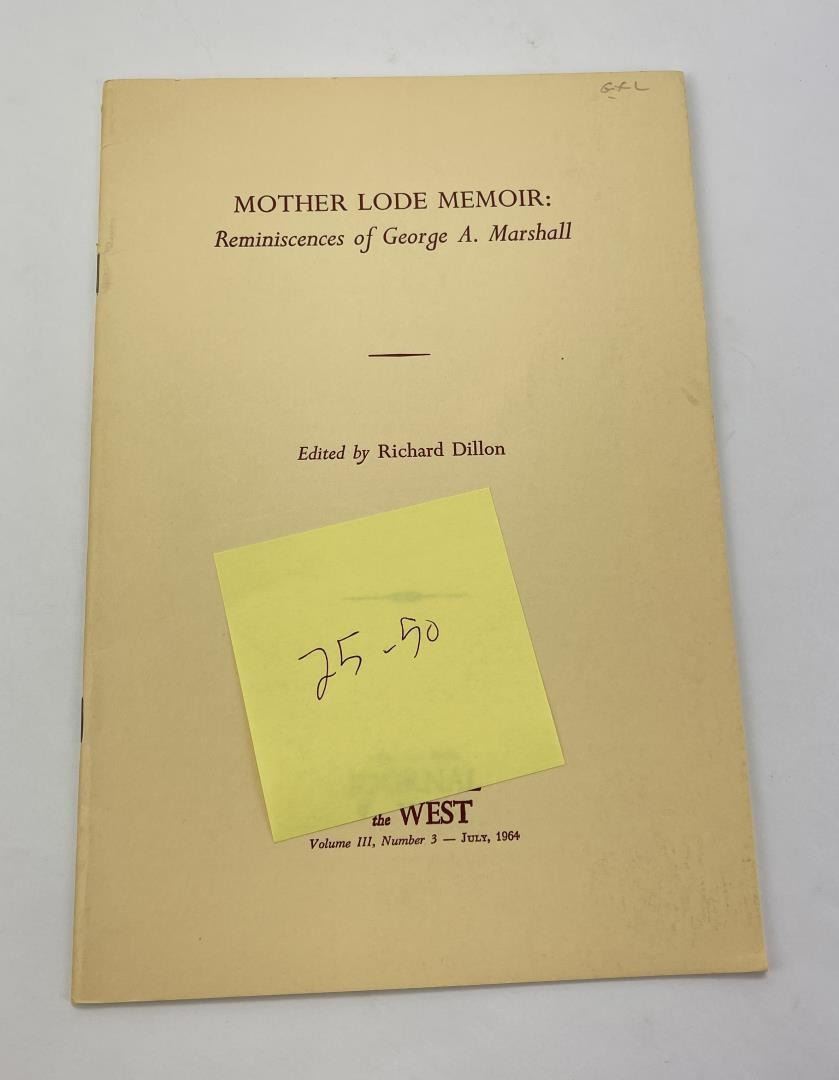 MOTHER LODE MEMOIR:
Reminiscences of George A. Marshall
Edited by Richard Dillon
25-50
the WEST
Volume III, Number 3 — JULY, 1964